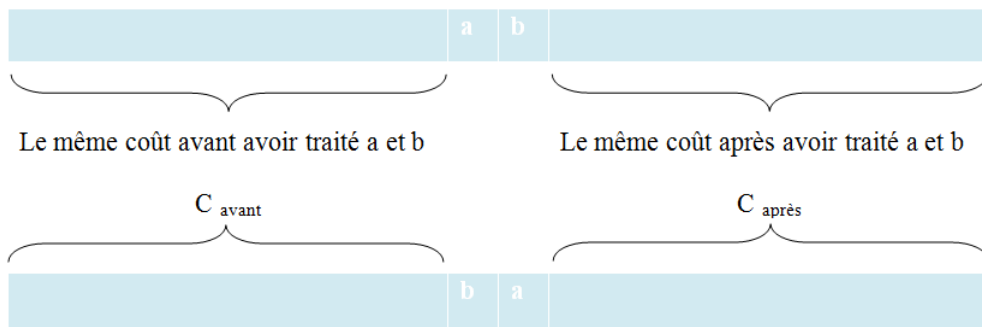 a b
Le même coût avant avoir traité a et b Le même coût après avoir traité a et b
C avant C après
b a